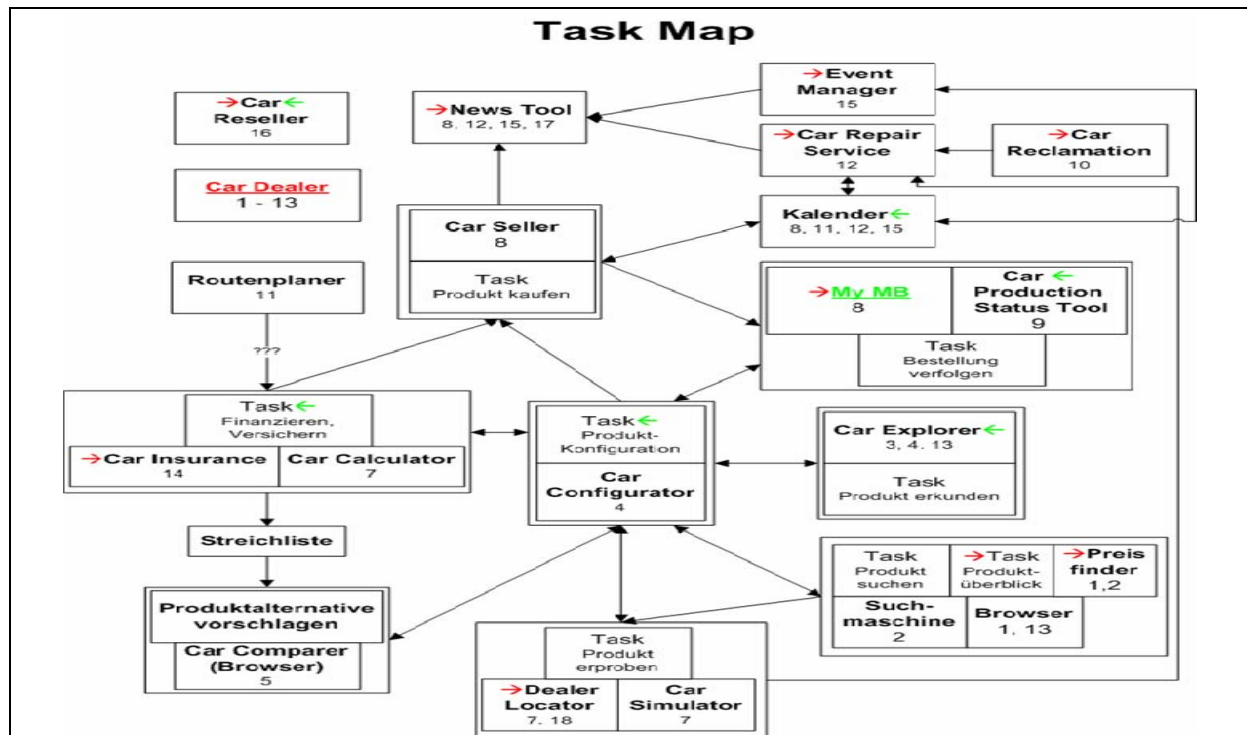 Task Map
→Car←
Reseller
16
→News Tool
8. 12, 15, 17
→Event
Manager
15
→Car Repair
Service
12
→Car
Reclamation
10
Car Dealer
1 - 13
Car Seller
8
Task
Produkt kaufen
Kalender←
8, 11, 12, 15
Routenplaner
11
→My MB
8
Car ←
Production
Status Tool
9
Task
Bestellung
verfolgen
???
Task←
Finanzieren,
Versichern
→Car Insurance
14
Car Calculator
7
Task←
Produkt-
Konfiguration
Car
Configurator
4
Car Explorer←
3, 4. 13
Task
Produkt erkunden
Streichliste
Produktalternative
vorschlagen
Car Comparer
(Browser)
5
Task
Produkt
suchen
→Task
Produkt-
überblick
→Preis
finder
1,2
Such-
maschine
2
Browser
1, 13
Task
Produkt
erproben
→Dealer
Locator
7. 18
Car
Simulator
7